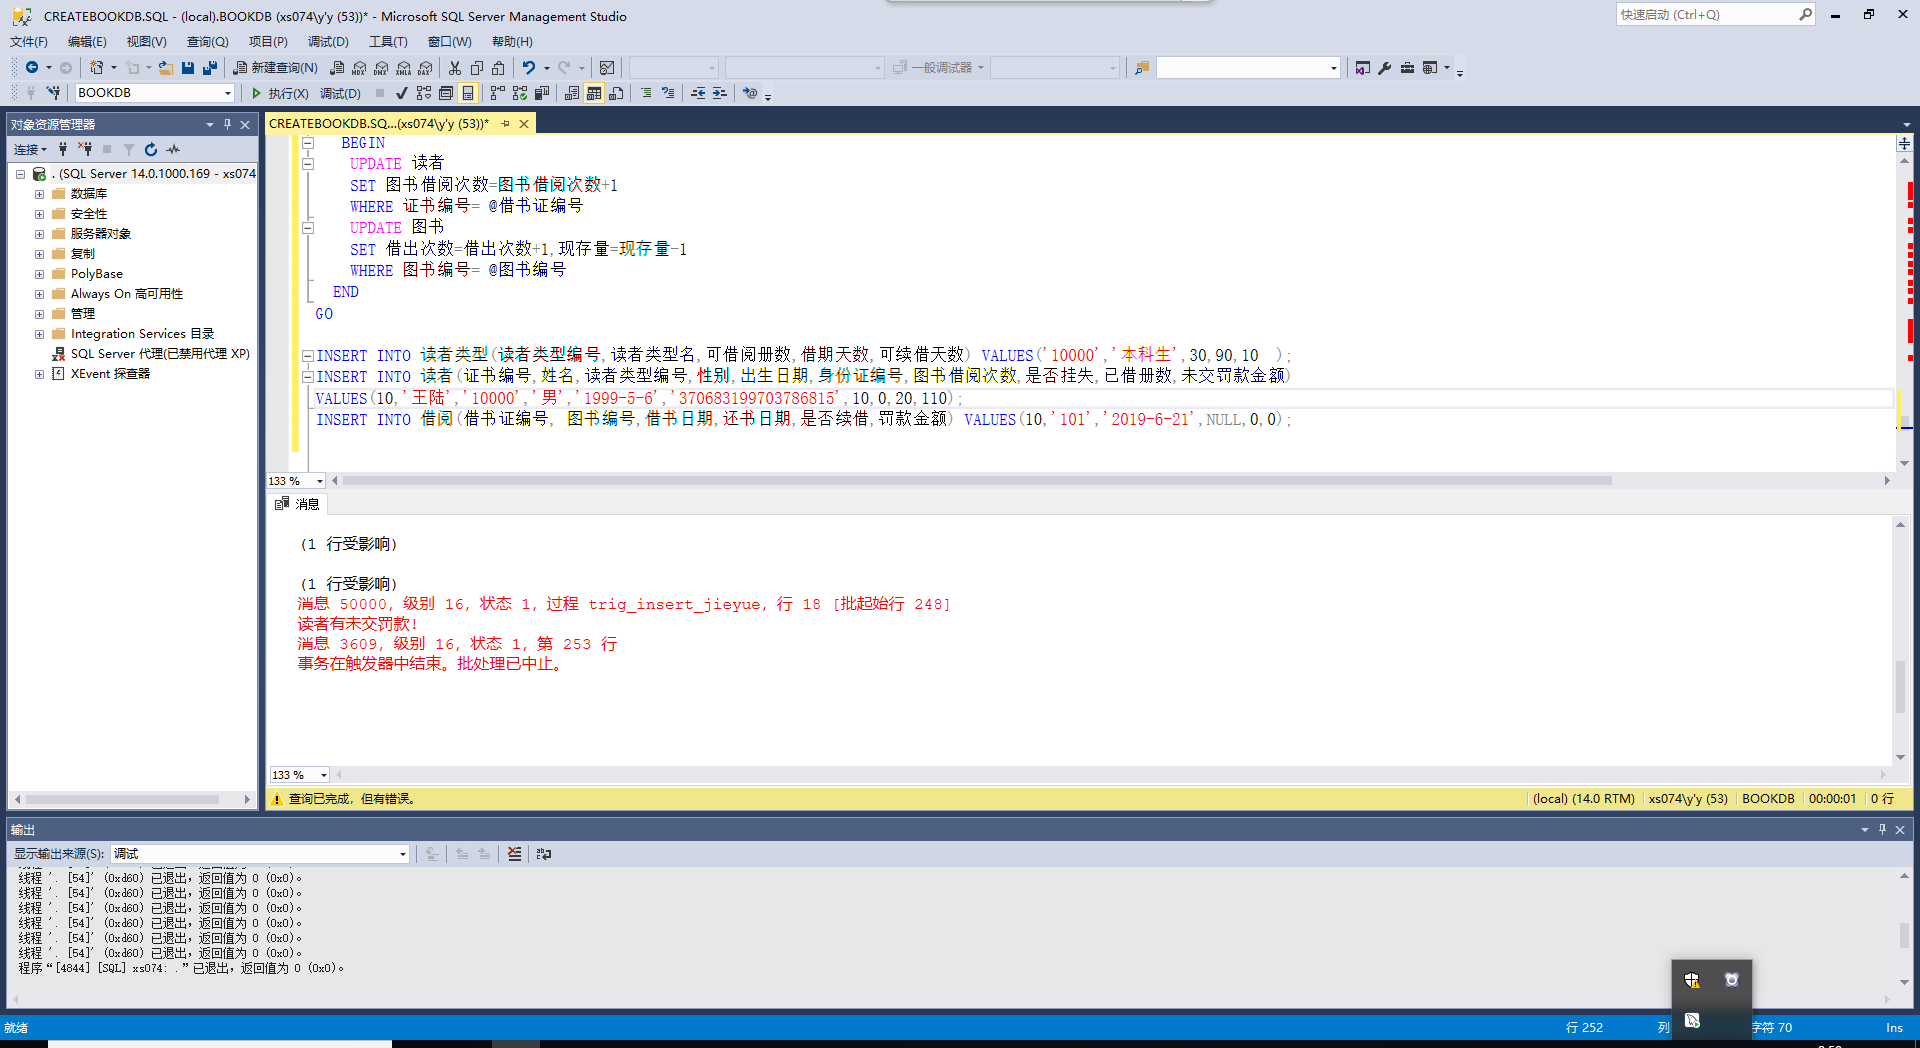 CREATEBOOKDB.SQL - (local).BOOKDB (xs074\y'y (53))* - Microsoft SQL Server Management Studio
快速启动 (Ctrl+Q)
文件(F) 编辑(E) 视图(V) 查询(Q) 项目(P) 调试(D) 工具(T) 窗口(W) 帮助(H)
新建查询(N) 一般调试器
BOOKDB 执行(X) 调试(D)
对象资源管理器
连接
. (SQL Server 14.0.1000.169 - xs074
数据库
安全性
服务器对象
复制
PolyBase
Always On 高可用性
管理
Integration Services 目录
SQL Server 代理(已禁用代理 XP)
XEvent 探查器
CREATEBOOKDB.SQ...(xs074\y'y (53))*
BEGIN
UPDATE 读者
SET 图书借阅次数=图书借阅次数+1
WHERE 证书编号= @借书证编号
UPDATE 图书
SET 借出次数=借出次数+1,现存量=现存量-1
WHERE 图书编号= @图书编号
END
GO
INSERT INTO 读者类型(读者类型编号,读者类型名,可借阅册数,借期天数,可续借天数) VALUES('10000','本科生',30,90,10 );
INSERT INTO 读者(证书编号,姓名,读者类型编号,性别,出生日期,身份证编号,图书借阅次数,是否挂失,已借册数,未交罚款金额)
VALUES(10,'王陆','10000','男','1999-5-6','370683199703786815',10,0,20,110);
INSERT INTO 借阅(借书证编号, 图书编号,借书日期,还书日期,是否续借,罚款金额) VALUES(10,'101','2019-6-21',NULL,0,0);
133 %
消息
(1 行受影响)
(1 行受影响)
消息 50000, 级别 16, 状态 1, 过程 trig_insert_jieyue, 行 18 [批起始行 248]
读者有未交罚款!
消息 3609, 级别 16, 状态 1, 第 253 行
事务在触发器中结束。批处理已中止。
133 %
查询已完成，但有错误。 (local) (14.0 RTM) xs074\y'y (53) BOOKDB 00:00:01 0 行
输出
显示输出来源(S): 调试
线程 '. [54]' (0xd60) 已退出，返回值为 0 (0x0)。
线程 '. [54]' (0xd60) 已退出，返回值为 0 (0x0)。
线程 '. [54]' (0xd60) 已退出，返回值为 0 (0x0)。
线程 '. [54]' (0xd60) 已退出，返回值为 0 (0x0)。
线程 '. [54]' (0xd60) 已退出，返回值为 0 (0x0)。
线程 '. [54]' (0xd60) 已退出，返回值为 0 (0x0)。
程序“[4844] [SQL] xs074: .”已退出，返回值为 0 (0x0)。
就绪 行 252 列 字符 70 Ins